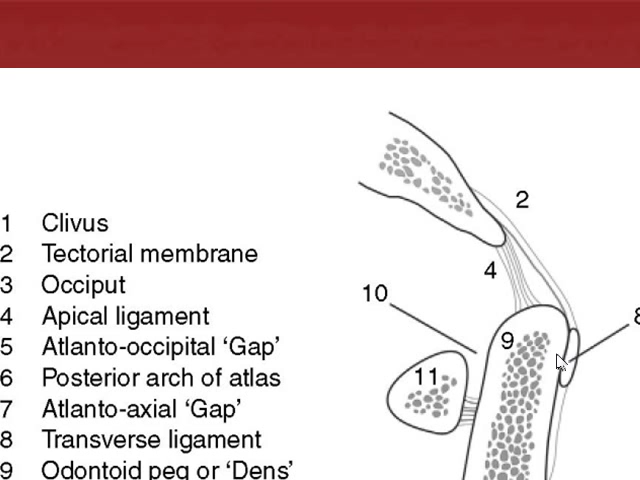 1 Clivus
2 Tectorial membrane
3 Occiput
4 Apical ligament
5 Atlanto-occipital ‘Gap’
6 Posterior arch of atlas
7 Atlanto-axial ‘Gap’
8 Transverse ligament
9 Odontoid peg or ‘Dens’
2
4
10
8
9
11